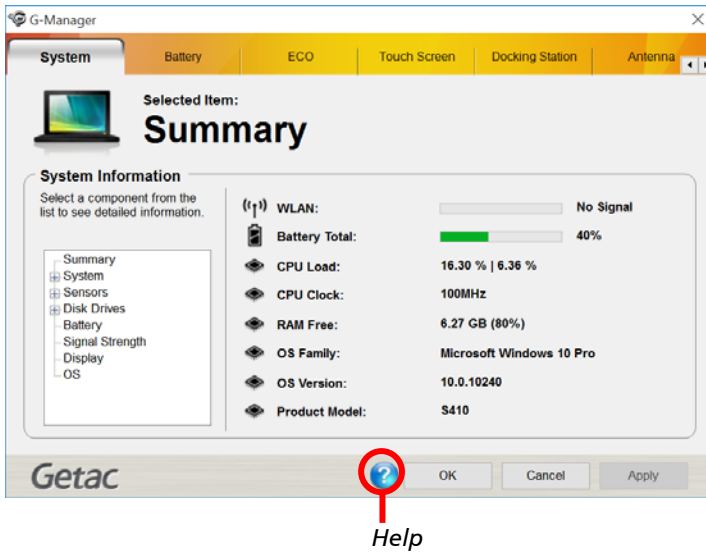 G-Manager
System Battery ECO Touch Screen Docking Station Antenna
Selected Item:
Summary
System Information
Select a component from the
list to see detailed information.
Summary
System
Sensors
Disk Drives
Battery
Signal Strength
Display
OS
WLAN: No Signal
Battery Total: 40%
CPU Load: 16.30 % | 6.36 %
CPU Clock: 100MHz
RAM Free: 6.27 GB (80%)
OS Family: Microsoft Windows 10 Pro
OS Version: 10.0.10240
Product Model: S410
Getac ? OK Cancel Apply
Help